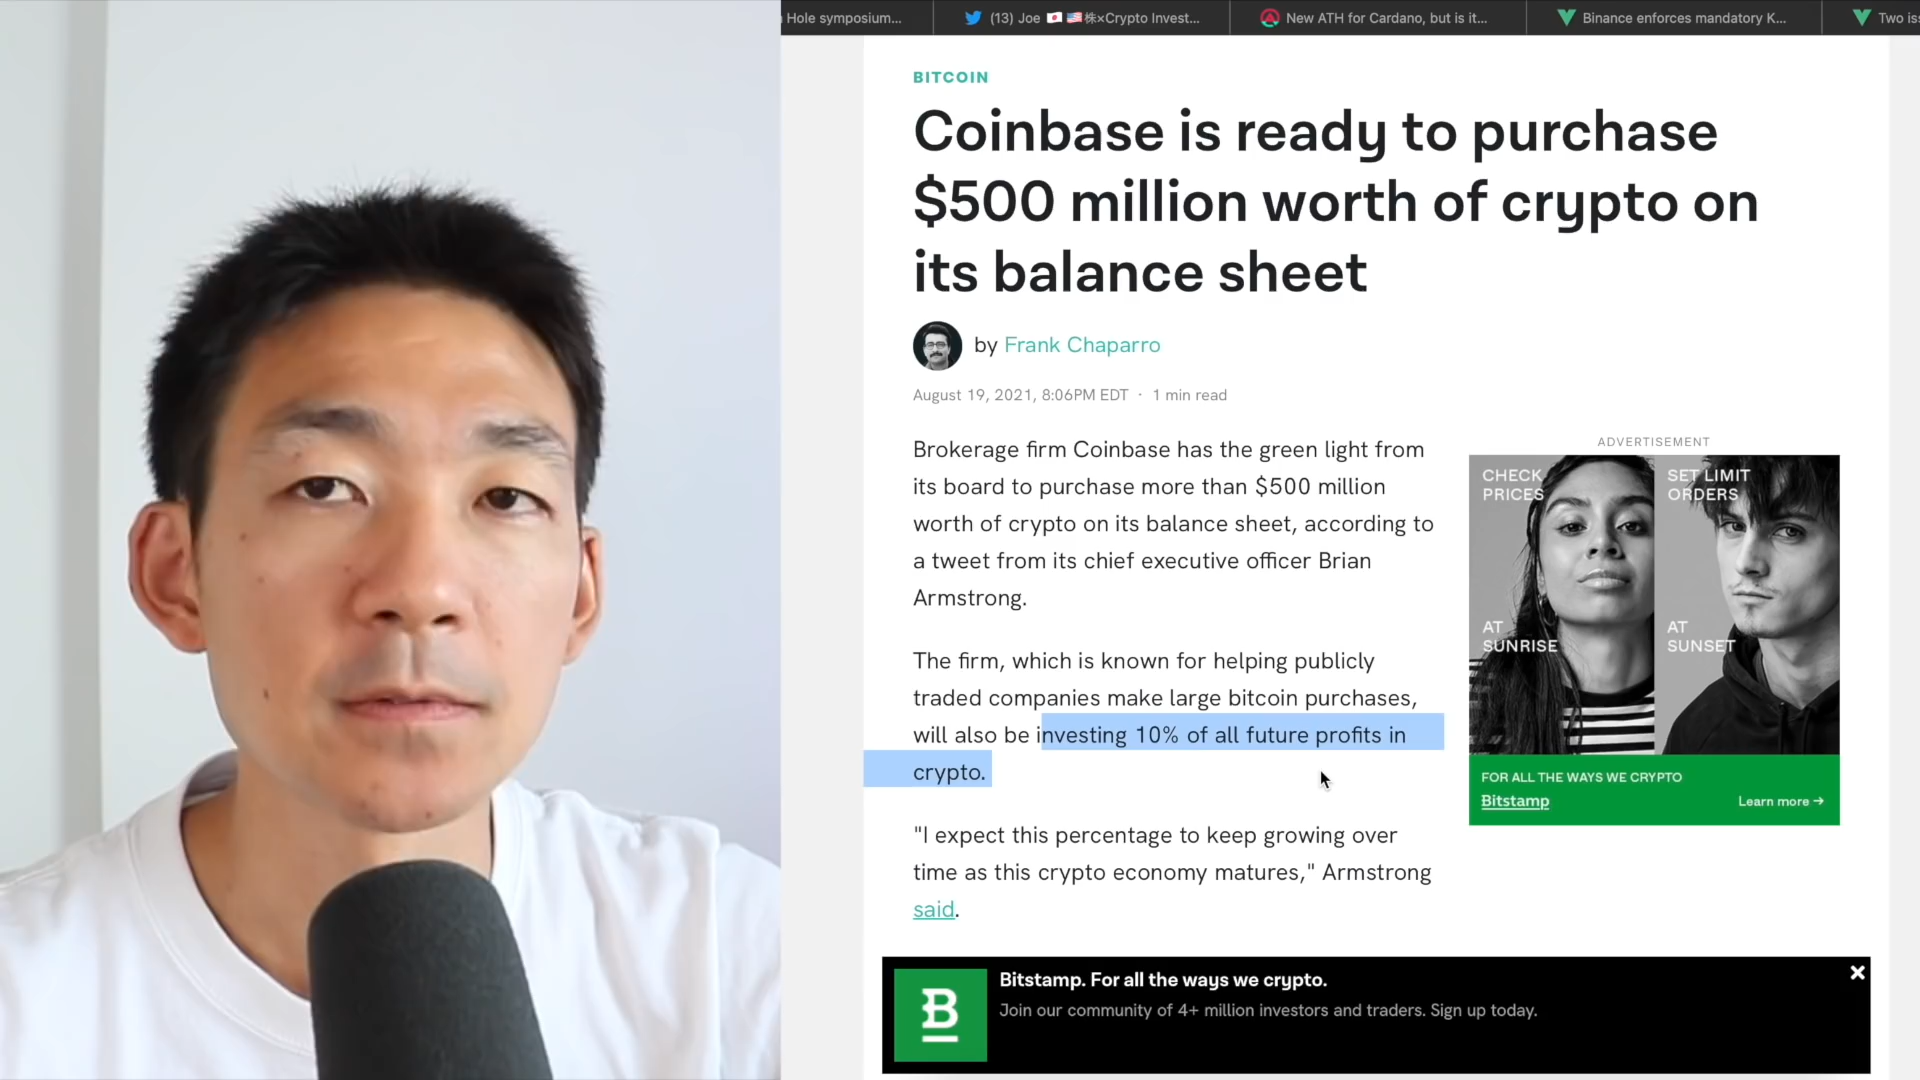 Hole symposium...
(13) Joe 🇯🇵 🇺🇸株×Crypto Invest...
New ATH for Cardano, but is it...
Binance enforces mandatory K...
Two is
BITCOIN
Coinbase is ready to purchase
$500 million worth of crypto on
its balance sheet
by Frank Chaparro
August 19, 2021, 8:06PM EDT · 1 min read
Brokerage firm Coinbase has the green light from
its board to purchase more than $500 million
worth of crypto on its balance sheet, according to
a tweet from its chief executive officer Brian
Armstrong.
The firm, which is known for helping publicly
traded companies make large bitcoin purchases,
will also be investing 10% of all future profits in
crypto.
"I expect this percentage to keep growing over
time as this crypto economy matures," Armstrong
said.
ADVERTISEMENT
CHECK
PRICES
SET LIMIT
ORDERS
AT
SUNRISE
AT
SUNSET
FOR ALL THE WAYS WE CRYPTO
Bitstamp
Learn more →
B
Bitstamp. For all the ways we crypto.
Join our community of 4+ million investors and traders. Sign up today.